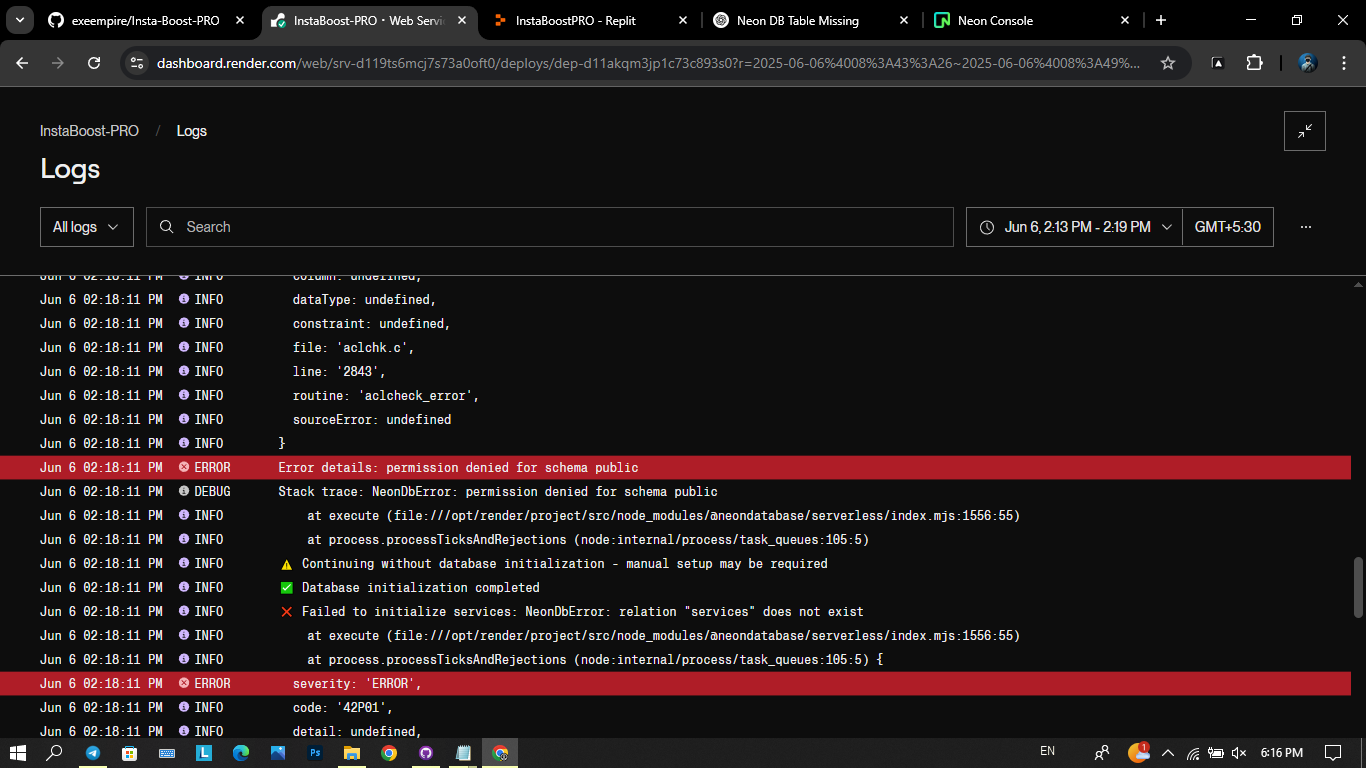 exeempire/Insta-Boost-PRO
InstaBoost-PRO · Web Servi
InstaBoostPRO - Replit
Neon DB Table Missing
Neon Console
dashboard.render.com/web/srv-d119ts6mcj7s73a0oft0/deploys/dep-d11akqm3jp1c73c893s0?r=2025-06-06%4008%3A43%3A26~2025-06-06%4008%3A49%...
InstaBoost-PRO / Logs
Logs
All logs
Search
Jun 6, 2:13 PM - 2:19 PM
GMT+5:30
...
Jun 6 02:18:11 PM INFO column: undefined,
Jun 6 02:18:11 PM INFO dataType: undefined,
Jun 6 02:18:11 PM INFO constraint: undefined,
Jun 6 02:18:11 PM INFO file: 'aclchk.c',
Jun 6 02:18:11 PM INFO line: '2843',
Jun 6 02:18:11 PM INFO routine: 'aclcheck_error',
Jun 6 02:18:11 PM INFO sourceError: undefined
Jun 6 02:18:11 PM INFO }
Jun 6 02:18:11 PM ERROR Error details: permission denied for schema public
Jun 6 02:18:11 PM DEBUG Stack trace: NeonDbError: permission denied for schema public
Jun 6 02:18:11 PM INFO at execute (file:///opt/render/project/src/node_modules/@neondatabase/serverless/index.mjs:1556:55)
Jun 6 02:18:11 PM INFO at process.processTicksAndRejections (node:internal/process/task_queues:105:5)
Jun 6 02:18:11 PM INFO ⚠️ Continuing without database initialization - manual setup may be required
Jun 6 02:18:11 PM INFO ✅ Database initialization completed
Jun 6 02:18:11 PM INFO ❌ Failed to initialize services: NeonDbError: relation "services" does not exist
Jun 6 02:18:11 PM INFO at execute (file:///opt/render/project/src/node_modules/@neondatabase/serverless/index.mjs:1556:55)
Jun 6 02:18:11 PM INFO at process.processTicksAndRejections (node:internal/process/task_queues:105:5) {
Jun 6 02:18:11 PM ERROR severity: 'ERROR',
Jun 6 02:18:11 PM INFO code: '42P01',
Jun 6 02:18:11 PM INFO detail: undefined,
L
Ps
EN
1
6:16 PM